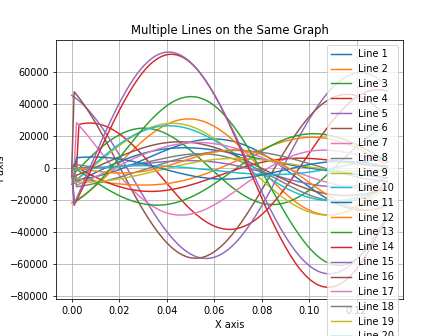 Multiple Lines on the Same Graph
60000
40000
20000
0
−20000
−40000
−60000
−80000
0.00
0.02
0.04
0.06
0.08
0.10
X axis
Line 1
Line 2
Line 3
Line 4
Line 5
Line 6
Line 7
Line 8
Line 9
Line 10
Line 11
Line 12
Line 13
Line 14
Line 15
Line 16
Line 17
Line 18
Line 19
Line 20